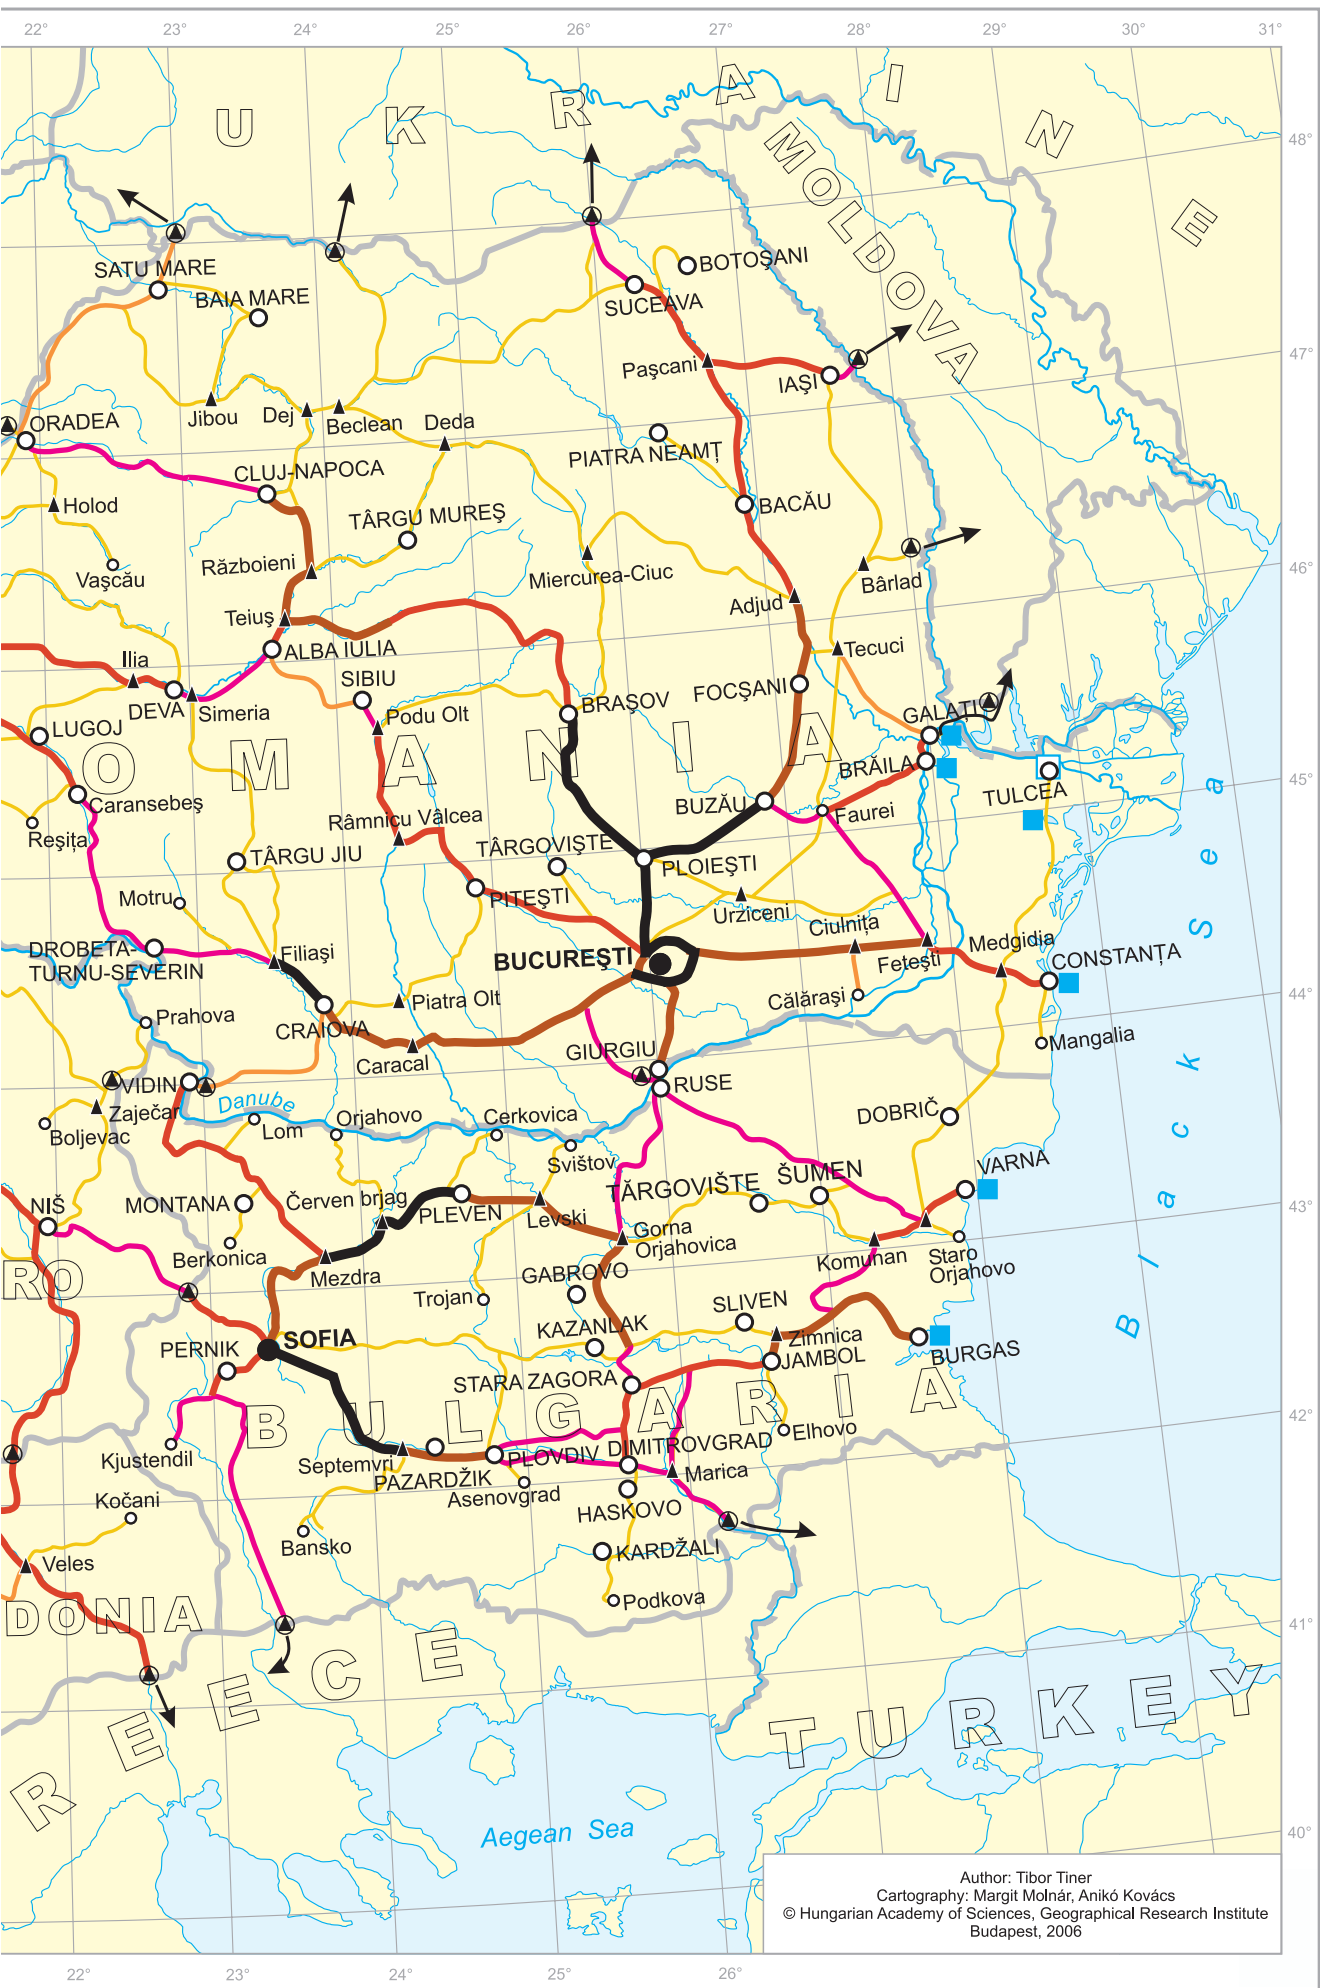 22° 23° 24° 25° 26° 27° 28° 29° 30° 31°
UKRAINE
48°
MOLDOVA
SATU MARE
BAIA MARE
BOTOŞANI
SUCEAVA
47°
Paşcani
IAŞI
ORADEA
Jibou
Dej
Beclean
Deda
PIATRA NEAMŢ
CLUJ-NAPOCA
Holod
TÂRGU MUREŞ
BACĂU
Războieni
Vaşcău
Miercurea-Ciuc
Bârlad
46°
Adjud
Teiuş
ALBA IULIA
Tecuci
Ilia
SIBIU
FOCŞANI
DEVA
Simeria
Podu Olt
BRAŞOV
GALAŢI
LUGOJ
OMANIA
BRĂILA
45°
TULCEA
Caransebeş
BUZĂU
Faurei
Reşiţa
Râmnicu Vâlcea
TÂRGU JIU
TÂRGOVIŞTE
PLOIEŞTI
Motru
PITEŞTI
Urziceni
Ciulniţa
DROBETA-
TURNU-SEVERIN
Filiaşi
BUCUREŞTI
Feteşti
Medgidia
CONSTANŢA
44°
Prahova
CRAIOVA
Piatra Olt
Călăraşi
Caracal
Mangalia
GIURGIU
VIDIN
RUSE
Zaječar
Danube
Black Sea
Boljevac
Lom
Orjahovo
Cerkovica
DOBRIČ
Svištov
VARNA
43°
NIŠ
MONTANA
Červen brjag
PLEVEN
TĂRGOVIŠTE
ŠUMEN
Levski
Gorna
Orjahovica
Berkonica
Mezdra
Komunan
Staro
Orjahovo
RO
GABROVO
Trojan
SLIVEN
SOFIA
KAZANLAK
Zimnica
PERNIK
JAMBOL
BURGAS
STARA ZAGORA
BULGARIA
42°
Elhovo
Kjustendil
Septemvri
PLOVDIV
DIMITROVGRAD
PAZARDŽIK
Marica
Asenovgrad
Kočani
HASKOVO
Bansko
KARDŽALI
Veles
Podkova
DONIA
41°
REECE
TURKEY
Aegean Sea
40°
Author: Tibor Tiner
Cartography: Margit Molnár, Anikó Kovács
© Hungarian Academy of Sciences, Geographical Research Institute
Budapest, 2006
22° 23° 24° 25° 26°